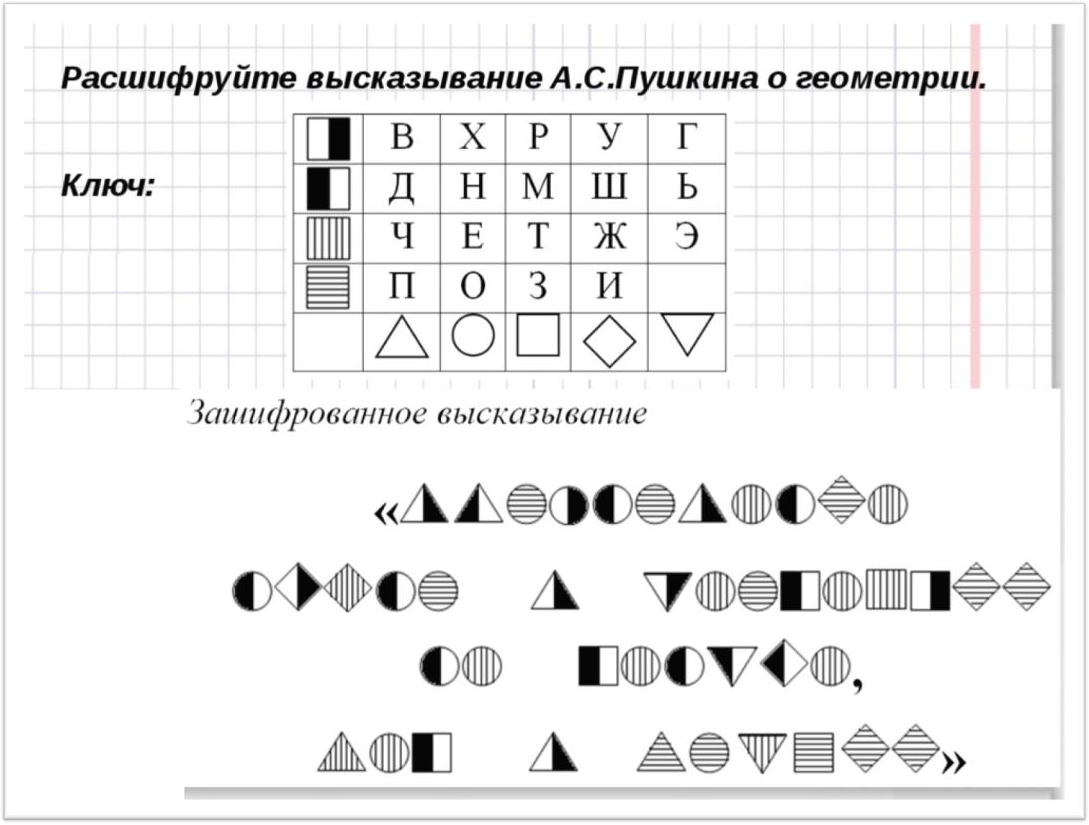 Расшифруйте высказывание А.С.Пушкина о геометрии.
Ключ:
В Х Р У Г
Д Н М Ш Ь
Ч Е Т Ж Э
П О З И
Зашифрованное высказывание
«
,
»